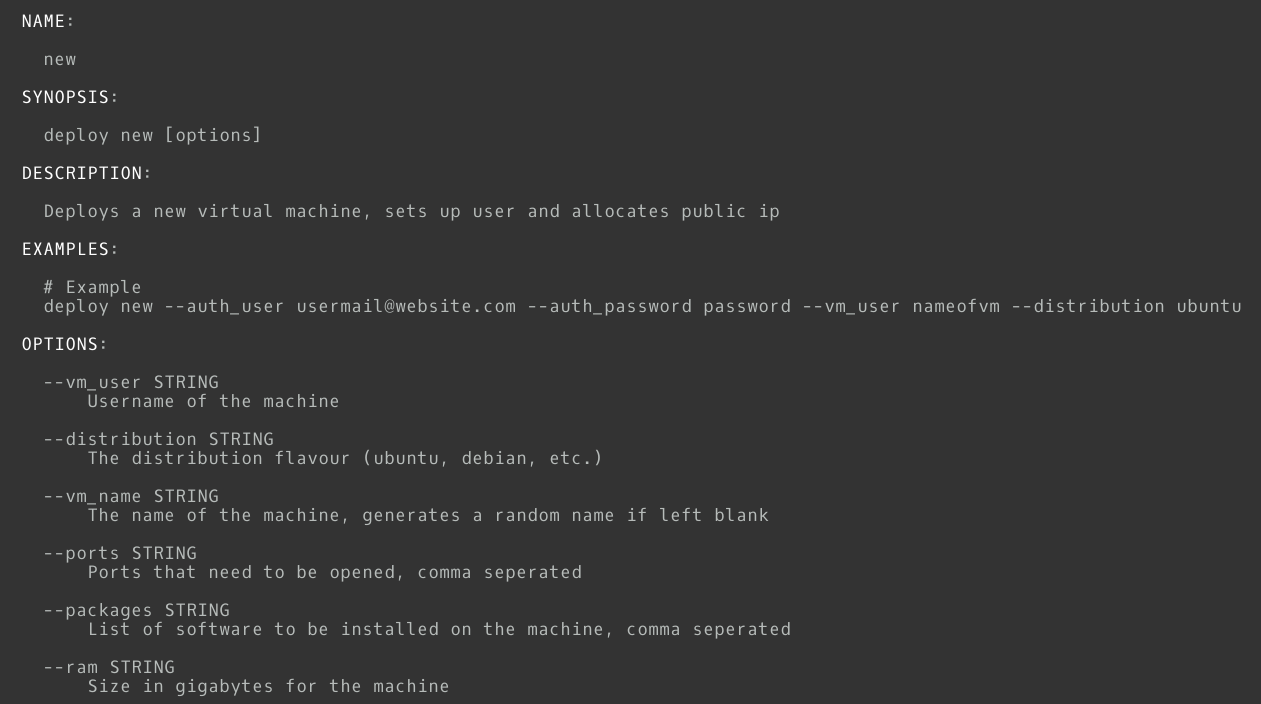 NAME:
new
SYNOPSIS:
deploy new [options]
DESCRIPTION:
Deploys a new virtual machine, sets up user and allocates public ip
EXAMPLES:
# Example
deploy new --auth_user usermail@website.com --auth_password password --vm_user nameofvm --distribution ubuntu
OPTIONS:
--vm_user STRING
Username of the machine
--distribution STRING
The distribution flavour (ubuntu, debian, etc.)
--vm_name STRING
The name of the machine, generates a random name if left blank
--ports STRING
Ports that need to be opened, comma seperated
--packages STRING
List of software to be installed on the machine, comma seperated
--ram STRING
Size in gigabytes for the machine